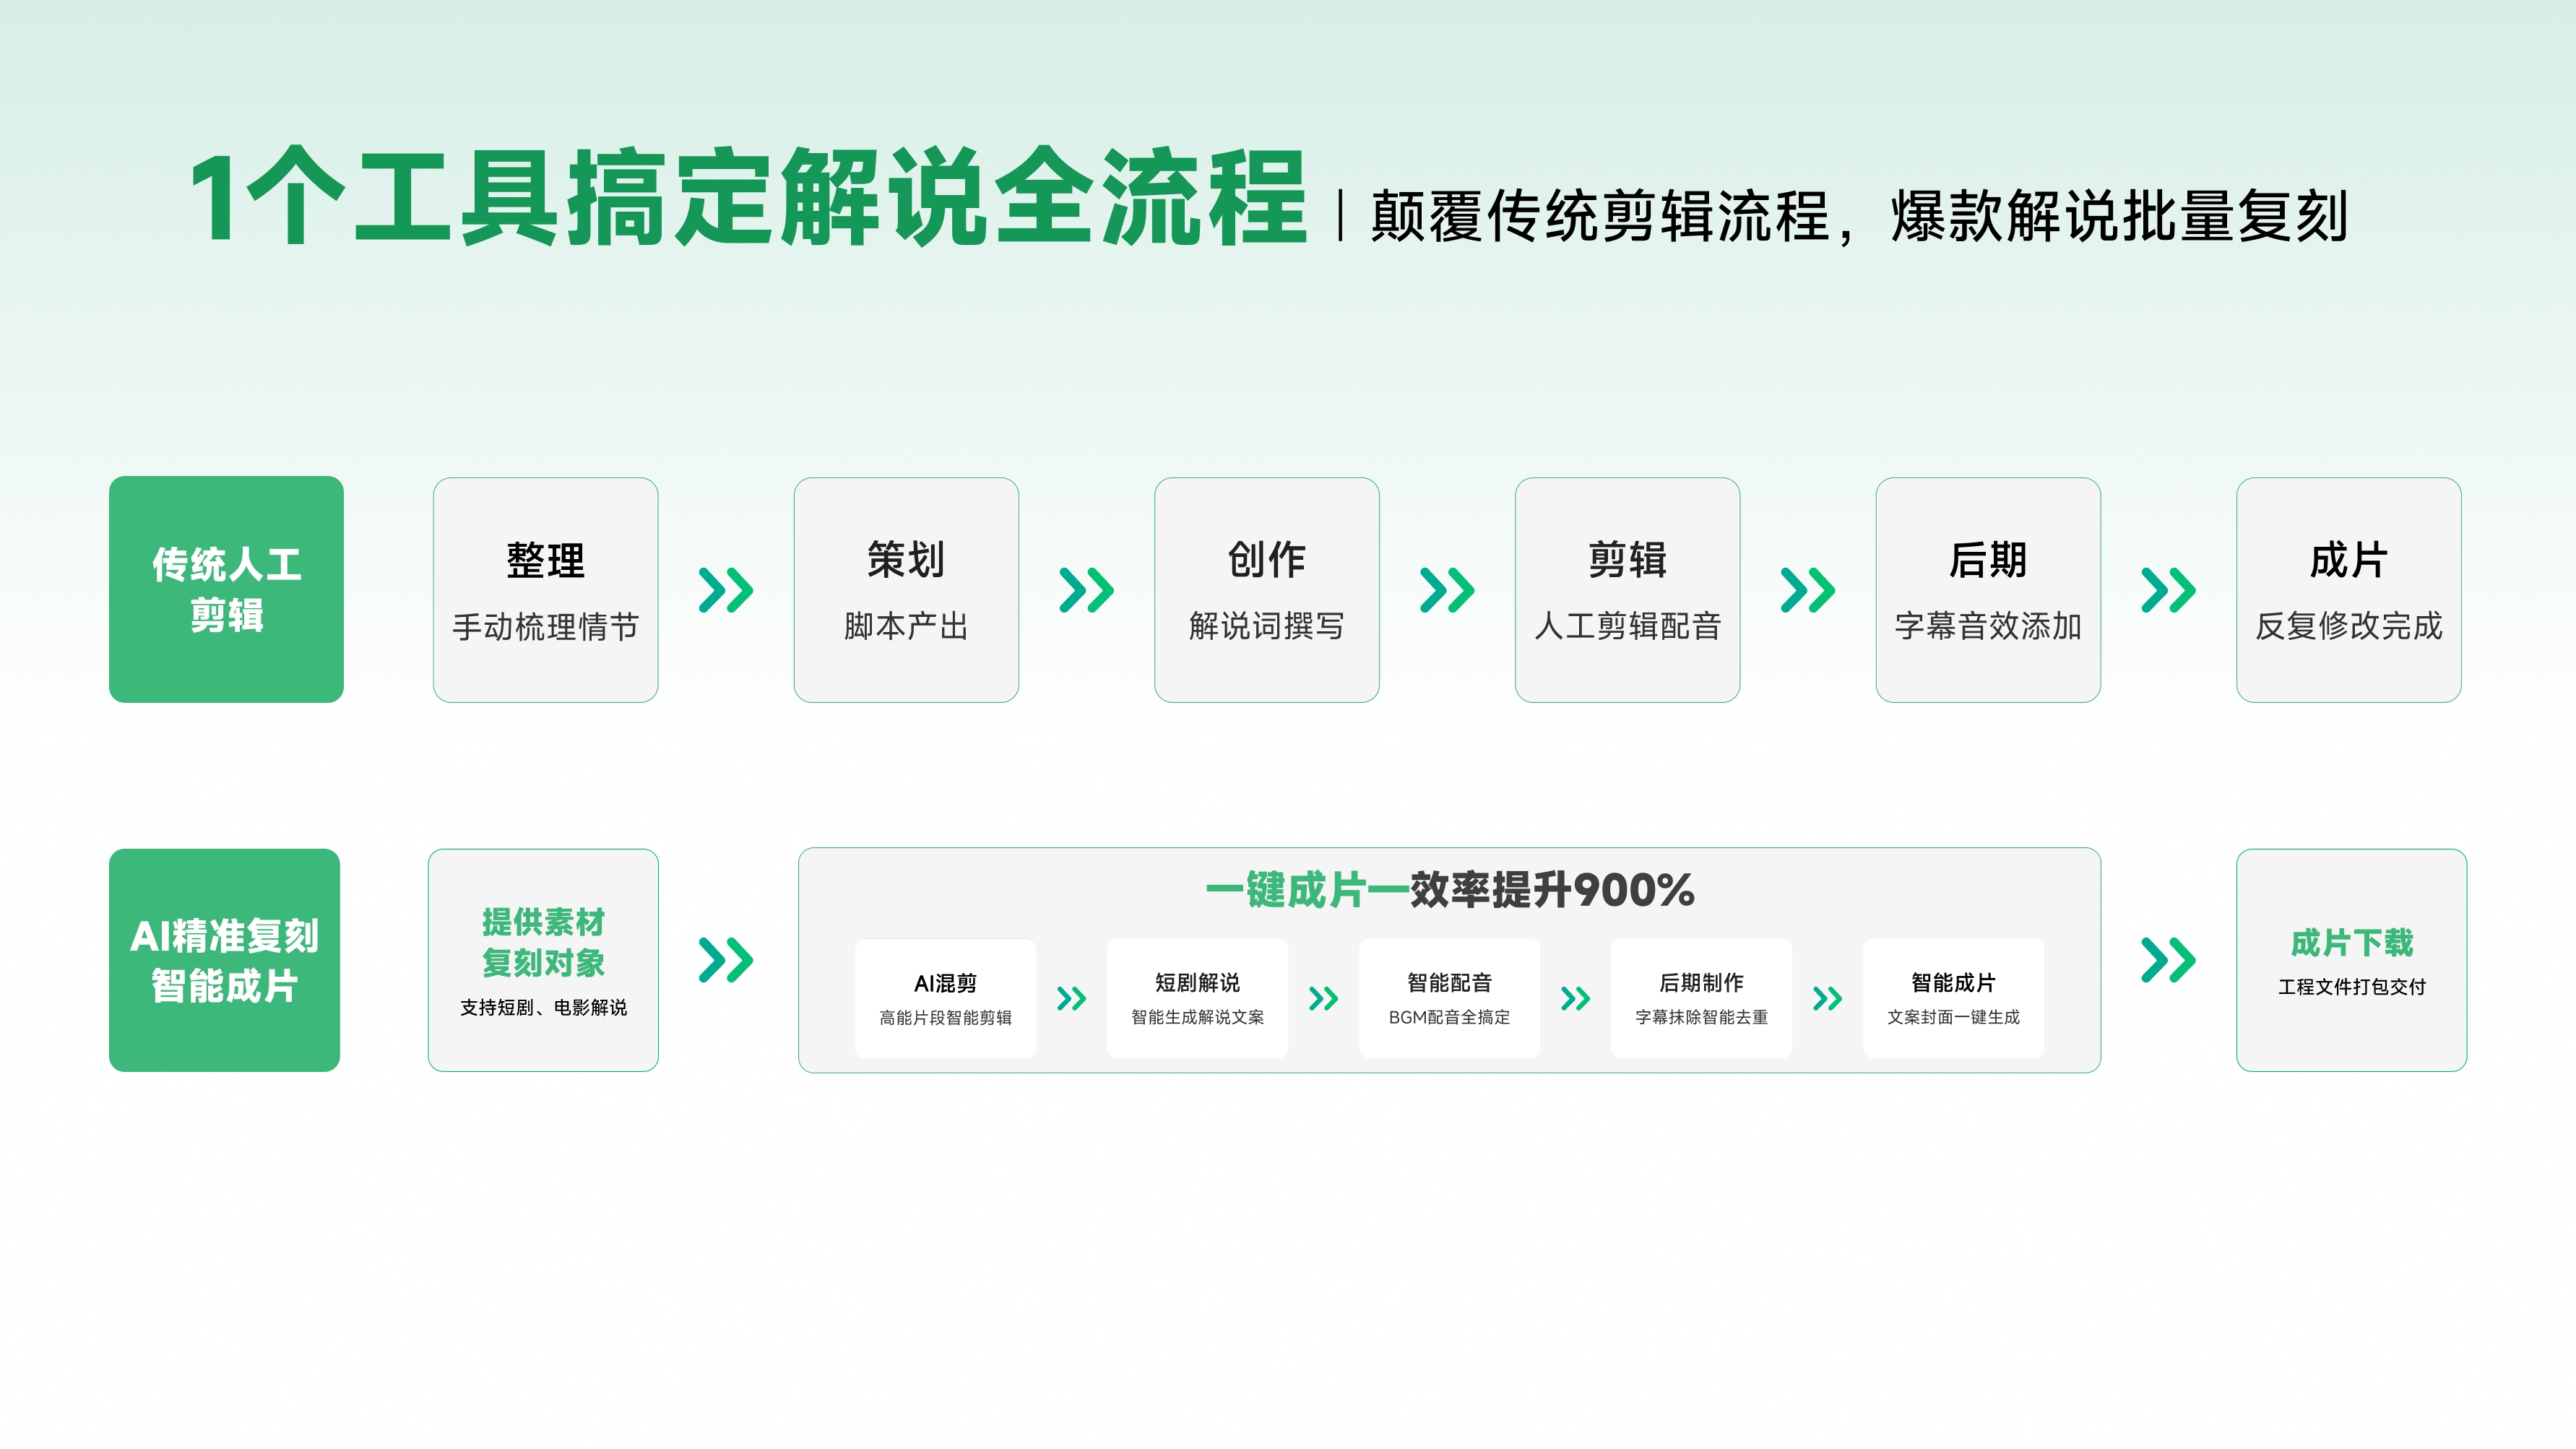 1个工具搞定解说全流程 | 颠覆传统剪辑流程，爆款解说批量复刻
传统人工
剪辑
整理
手动梳理情节
策划
脚本产出
创作
解说词撰写
剪辑
人工剪辑配音
后期
字幕音效添加
成片
反复修改完成
AI精准复刻
智能成片
提供素材
复刻对象
支持短剧、电影解说
一键成片—效率提升900%
AI混剪
高能片段智能剪辑
短剧解说
智能生成解说文案
智能配音
BGM配音全搞定
后期制作
字幕抹除智能去重
智能成片
文案封面一键生成
成片下载
工程文件打包交付